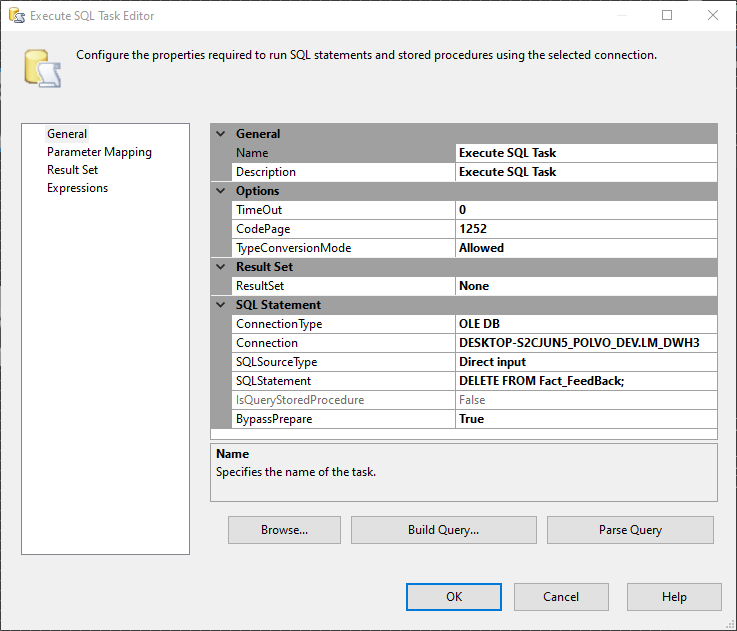 Execute SQL Task Editor
Configure the properties required to run SQL statements and stored procedures using the selected connection.
General
Parameter Mapping
Result Set
Expressions
General
Name Execute SQL Task
Description Execute SQL Task
Options
TimeOut 0
CodePage 1252
TypeConversionMode Allowed
Result Set
ResultSet None
SQL Statement
ConnectionType OLE DB
Connection DESKTOP-S2CJUN5_POLVO_DEV.LM_DWH3
SQLSourceType Direct input
SQLStatement DELETE FROM Fact_FeedBack;
IsQueryStoredProcedure False
BypassPrepare True
Name
Specifies the name of the task.
Browse... Build Query... Parse Query
OK Cancel Help